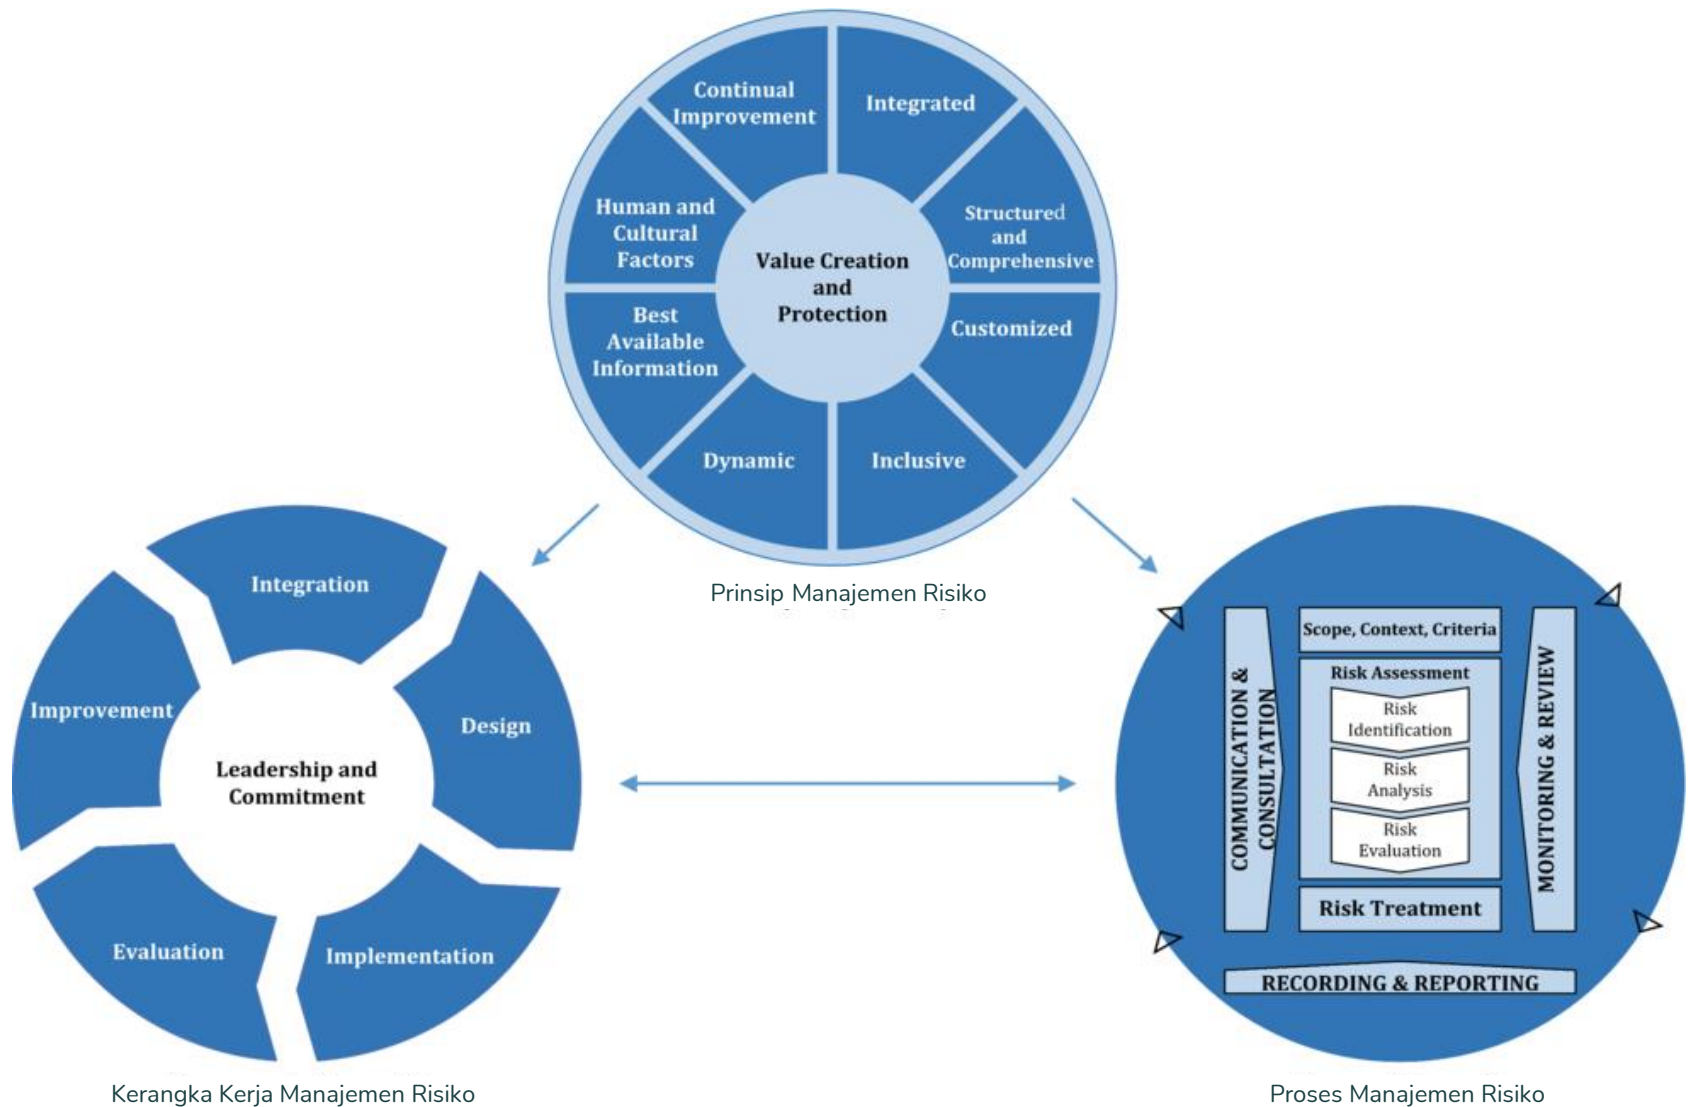 Continual
Improvement
Integrated
Human and
Cultural
Factors
Structured
and
Comprehensive
Value Creation
and
Protection
Best
Available
Information
Customized
Dynamic
Inclusive
Prinsip Manajemen Risiko
Integration
Improvement
Design
Leadership and
Commitment
Evaluation
Implementation
Kerangka Kerja Manajemen Risiko
Scope, Context, Criteria
Risk Assessment
Risk
Identification
Risk
Analysis
Risk
Evaluation
Risk Treatment
COMMUNICATION &
CONSULTATION
MONITORING & REVIEW
RECORDING & REPORTING
Proses Manajemen Risiko